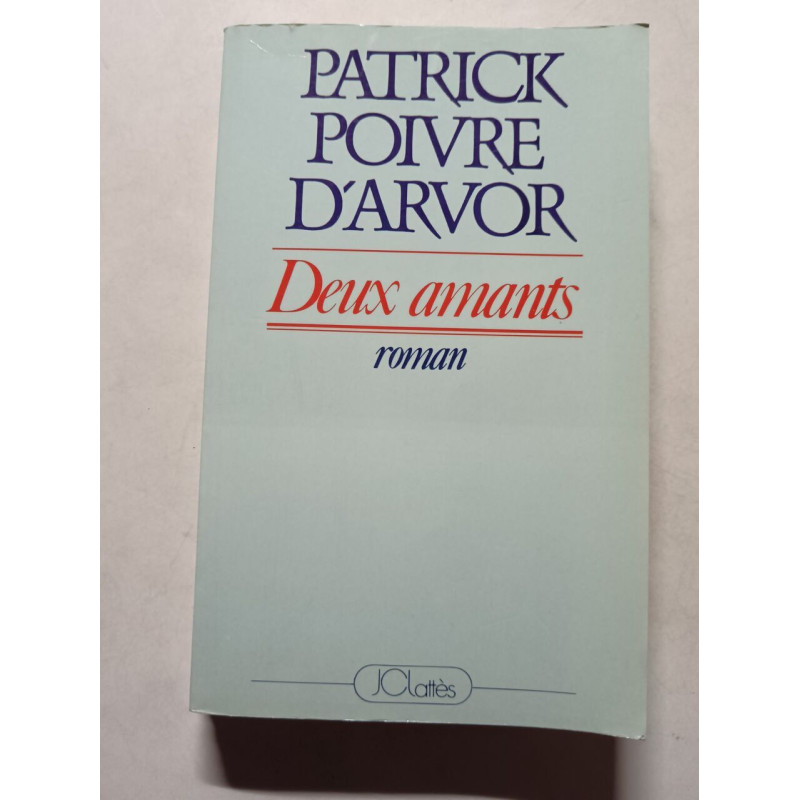 PATRICK
POIVRE
D'ARVOR
Deux amants
roman
JCLattès